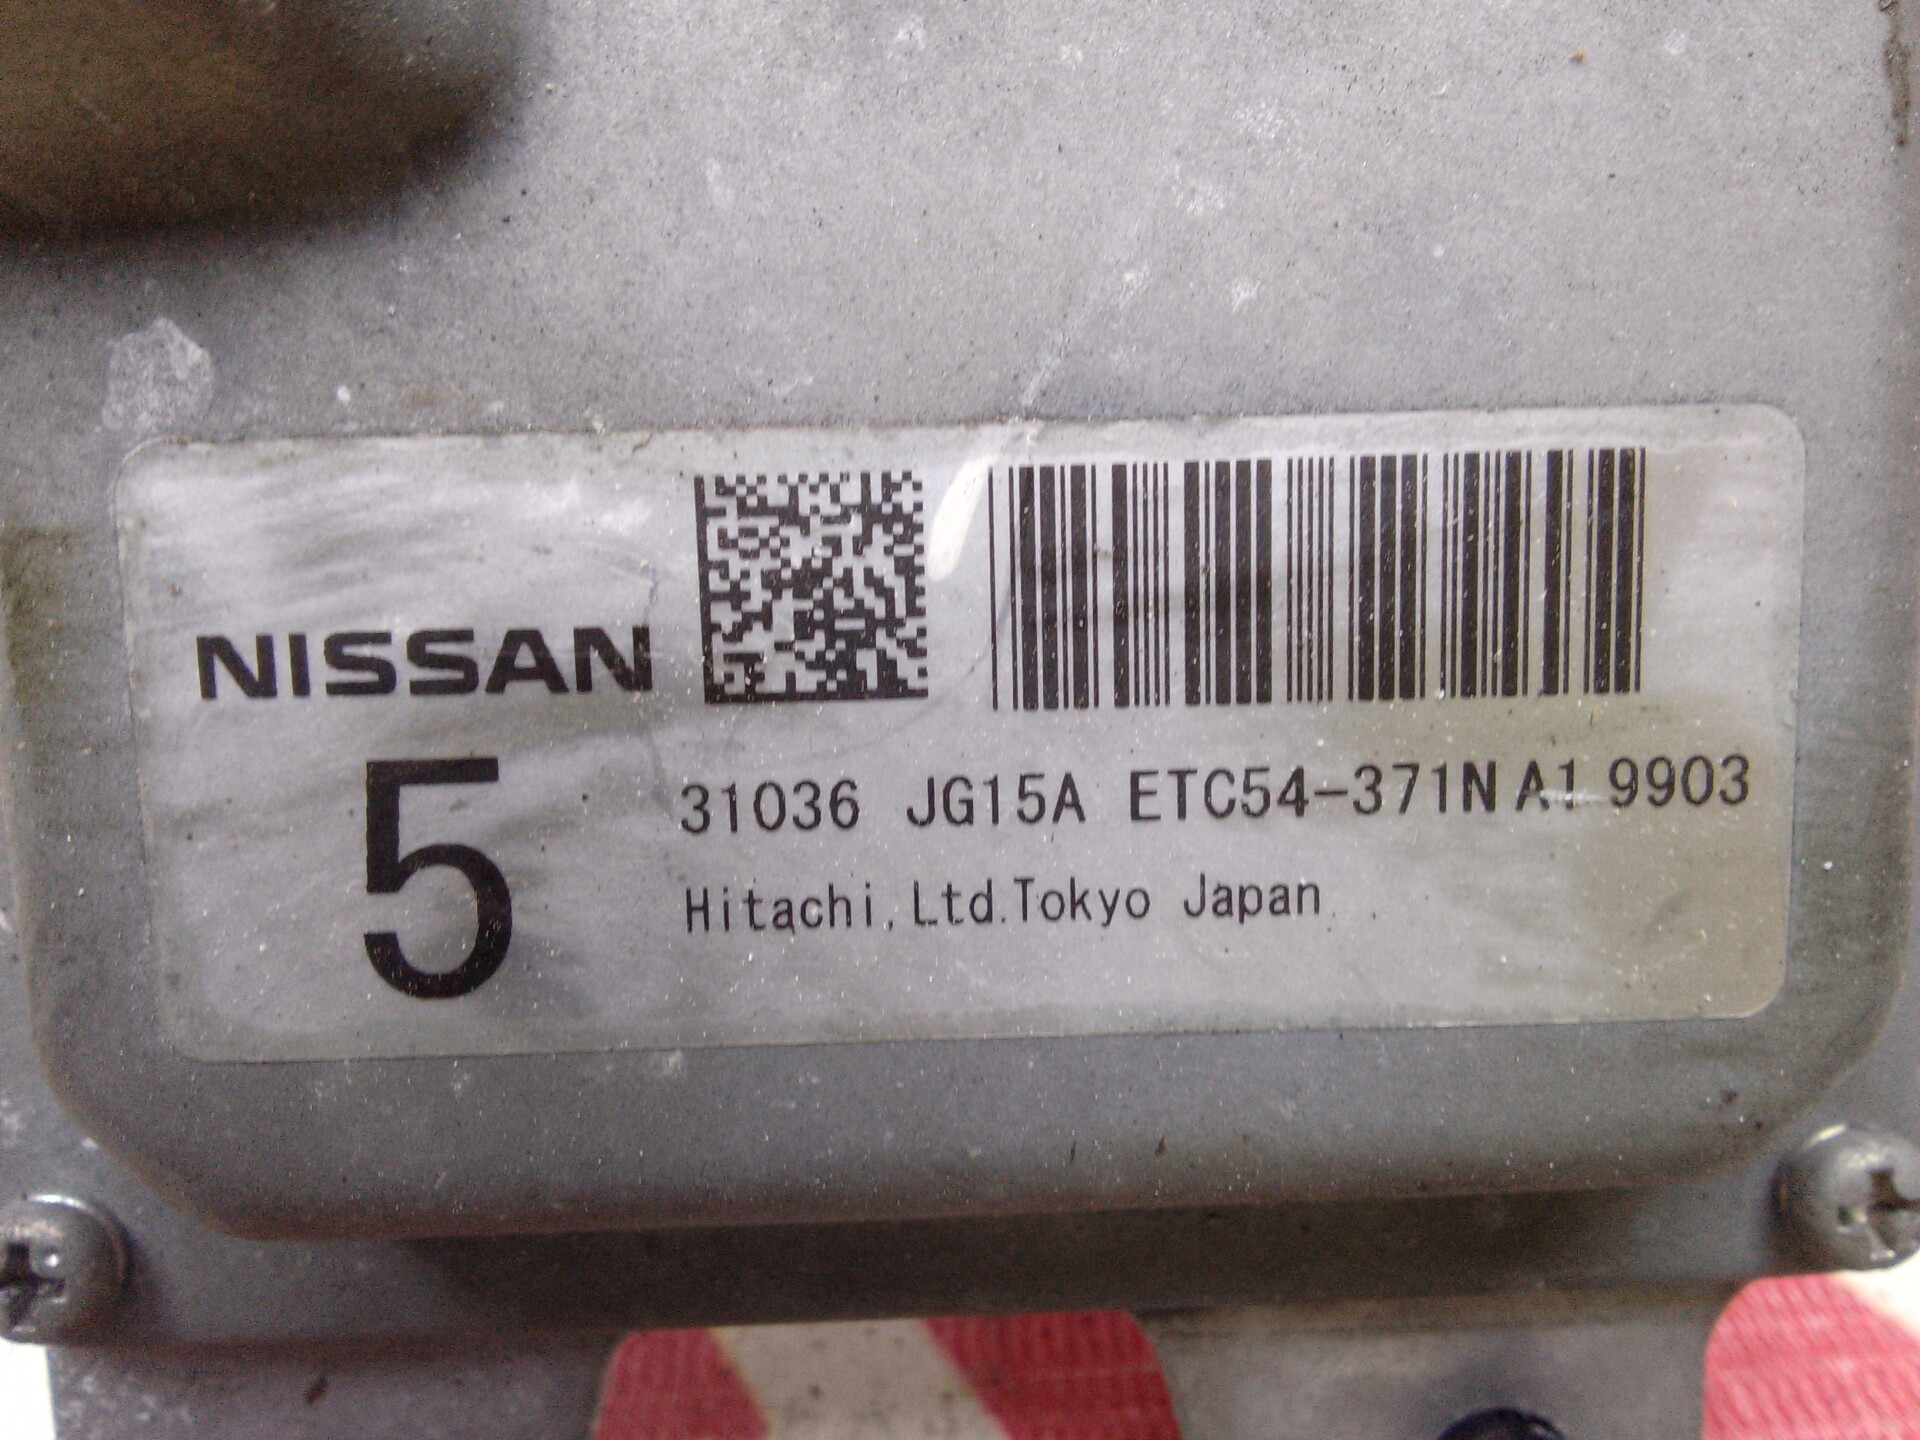 NISSAN
5
31036 JG15A ETC54-371N A1 9903
Hitachi, Ltd. Tokyo Japan